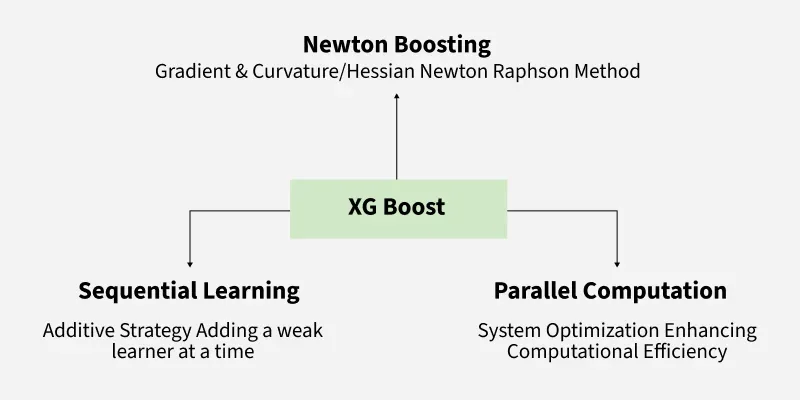 Newton Boosting
Gradient & Curvature/Hessian Newton Raphson Method
XG Boost
Sequential Learning
Additive Strategy Adding a weak
learner at a time
Parallel Computation
System Optimization Enhancing
Computational Efficiency